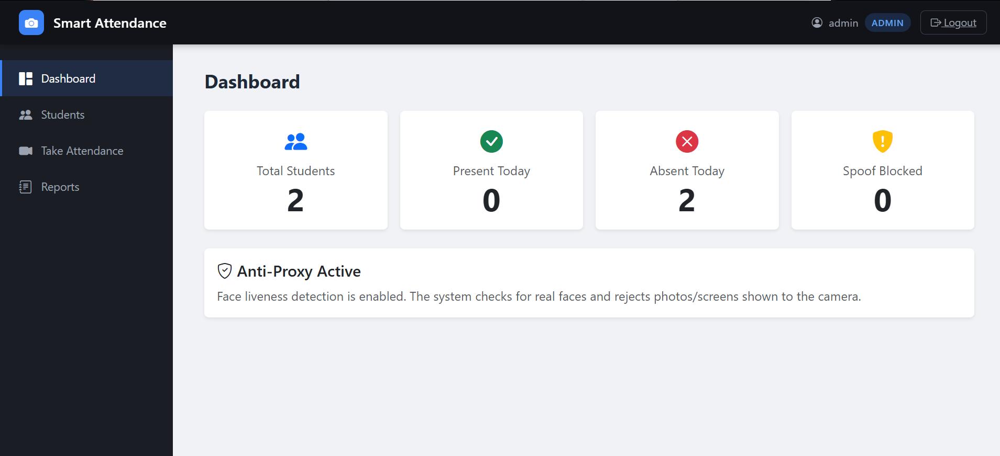 Smart Attendance
admin
ADMIN
Logout
Dashboard
Students
Take Attendance
Reports
Dashboard
Total Students
2
Present Today
0
Absent Today
2
Spoof Blocked
0
Anti-Proxy Active
Face liveness detection is enabled. The system checks for real faces and rejects photos/screens shown to the camera.